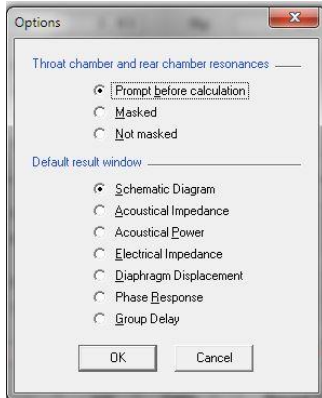 Options
Throat chamber and rear chamber resonances
Prompt before calculation
Masked
Not masked
Default result window
Schematic Diagram
Acoustical Impedance
Acoustical Power
Electrical Impedance
Diaphragm Displacement
Phase Response
Group Delay
OK Cancel